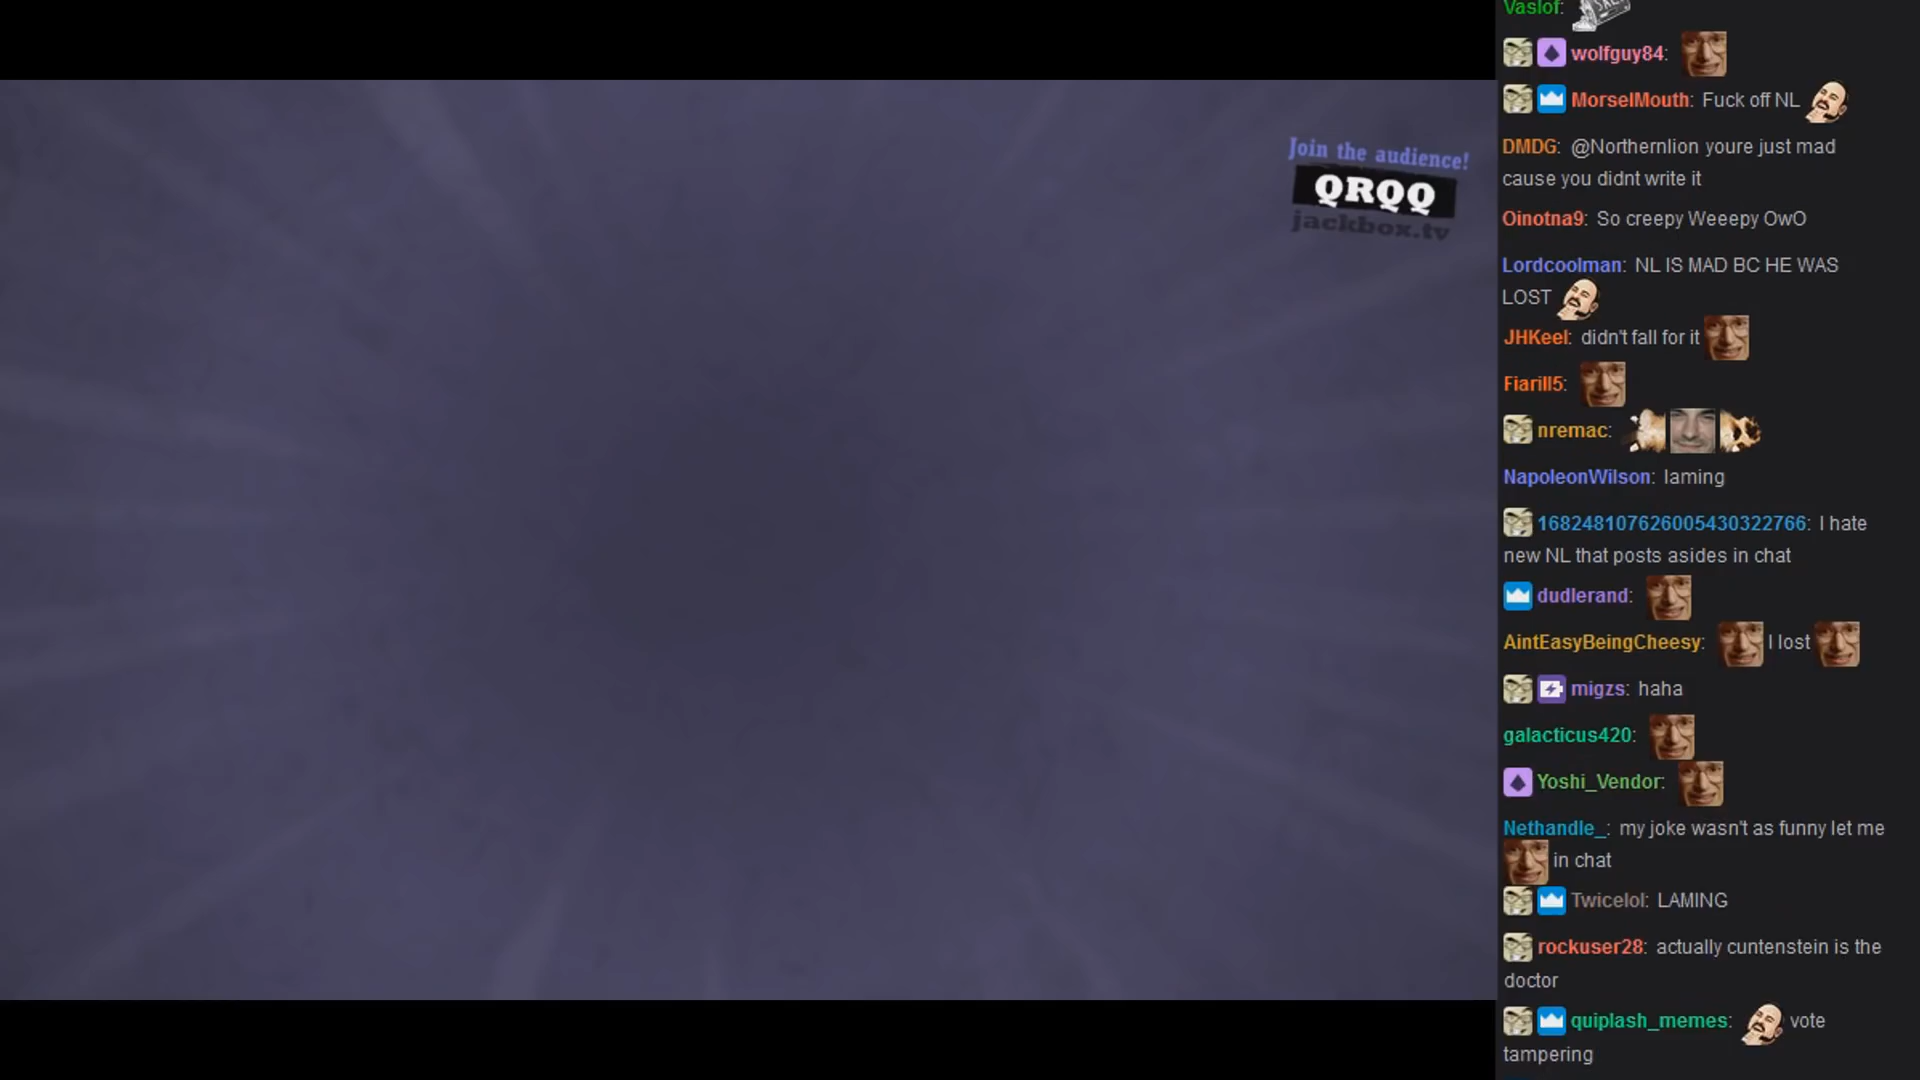 Join the audience!
QRQQ
jackbox.tv
Vaslof:
wolfguy84:
MorselMouth: Fuck off NL
DMDG: @Northernlion youre just mad
cause you didnt write it
Oinotna9: So creepy Weeepy OwO
Lordcoolman: NL IS MAD BC HE WAS
LOST
JHKeel: didn't fall for it
Fiarill5:
nremac:
NapoleonWilson: laming
168248107626005430322766: I hate
new NL that posts asides in chat
dudlerand:
AintEasyBeingCheesy: I lost
migzs: haha
galacticus420:
Yoshi_Vendor:
Nethandle_: my joke wasn't as funny let me
in chat
Twicelol: LAMING
rockuser28: actually cuntenstein is the
doctor
quiplash_memes: vote
tampering